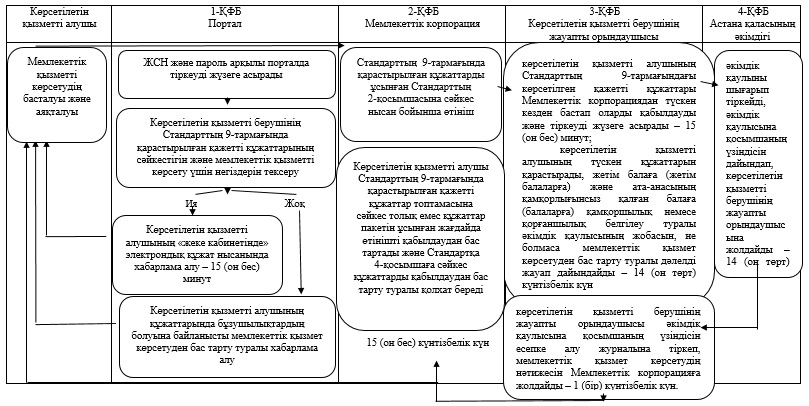 Көрсетілетін
қызметті алушы
1-ҚФБ
Портал
2-ҚФБ
Мемлекеттік корпорация
3-ҚФБ
Көрсетілетін қызметті берушінің
жауапты орындаушысы
4-ҚФБ
Астана қаласының
әкімдігі
Мемлекеттік
қызметті
көрсетудің
басталуы және
аяқталуы
ЖСН және пароль арқылы порталда
тіркеуді жүзеге асырады
Көрсетілетін қызметті берушінің
Стандарттың 9-тармағында
қарастырылған қажетті құжаттарының
сәйкестігін және мемлекеттік қызметті
көрсету үшін негіздерін тексеру
Ия
Жоқ
Көрсетілетін қызметті
алушының «жеке кабинетінде»
электрондық құжат нысанында
хабарлама алу – 15 (он бес)
минут
Көрсетілетін қызметті алушының
құжаттарында бұзушылықтардың
болуына байланысты мемлекеттік қызмет
көрсетуден бас тарту туралы хабарлама
алу
Стандарттың 9-тармағында
қарастырылған құжаттарды
ұсынған Стандарттың
2-қосымшасына сәйкес
нысан бойынша өтініш
Көрсетілетін қызметті алушы
Стандарттың 9-тармағында
қарастырылған қажетті
құжаттар топтамасына
сәйкес толық емес құжаттар
пакетін ұсынған жағдайда
өтінішті қабылдаудан бас
тартады және Стандартқа
4-қосымшаға сәйкес
құжаттарды қабылдаудан бас
тарту туралы қолхат береді
15 (он бес) күнтізбелік күн
көрсетілетін қызметті алушының
Стандарттың 9-тармағындағы
көрсетілген қажетті құжаттары
Мемлекеттік корпорациядан түскен
кезден бастап оларды қабылдауды
және тіркеуді жүзеге асырады – 15
(он бес) минут;
көрсетілетін қызметті
алушының түскен құжаттарын
қарастырады, жетім балаға (жетім
балаларға) және ата-анасының
қамқорлығынсыз қалған балаға
(балаларға) қамқоршылық немесе
қорғаншылық белгілеу туралы
әкімдік қаулысының жобасын, не
болмаса мемлекеттік қызмет
көрсетуден бас тарту туралы дәлелді
жауап дайындайды – 14 (он төрт)
күнтізбелік күн
көрсетілетін қызметті берушінің
жауапты орындаушысы әкімдік
қаулысына қосымшаның үзіндісін
есепке алу журналына тіркеп,
мемлекеттік қызмет көрсетудің
нәтижесін Мемлекеттік корпорацияға
жолдайды – 1 (бір) күнтізбелік күн.
әкімдік
қаулыны
шығарып
тіркейді,
әкімдік
қаулысына
қосымшаның
үзіндісін
дайындап,
көрсетілетін
қызметті
берушінің
жауапты
орындаушыс
ына
жолдайды –
14 (он төрт)